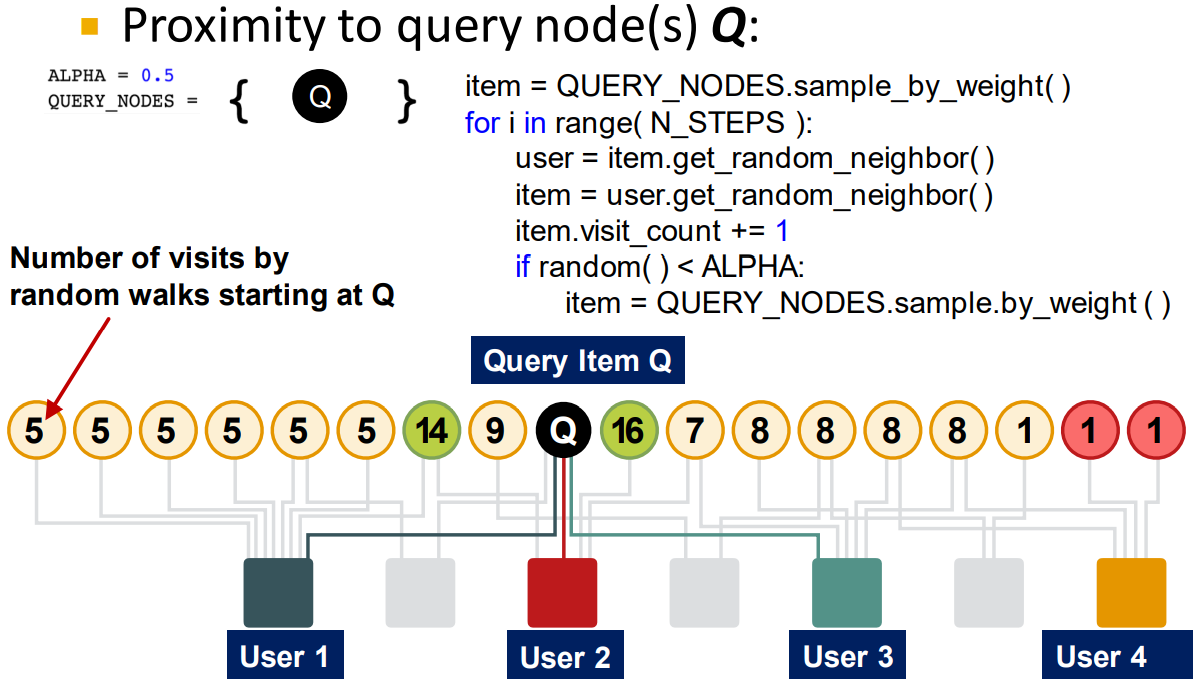 Proximity to query node(s) Q:
ALPHA = 0.5
QUERY_NODES = { Q }
item = QUERY_NODES.sample_by_weight( )
for i in range( N_STEPS ):
user = item.get_random_neighbor( )
item = user.get_random_neighbor( )
item.visit_count += 1
if random( ) < ALPHA:
item = QUERY_NODES.sample.by_weight ( )
Number of visits by
random walks starting at Q
Query Item Q
5 5 5 5 5 5 14 9 Q 16 7 8 8 8 8 1 1 1
User 1 User 2 User 3 User 4